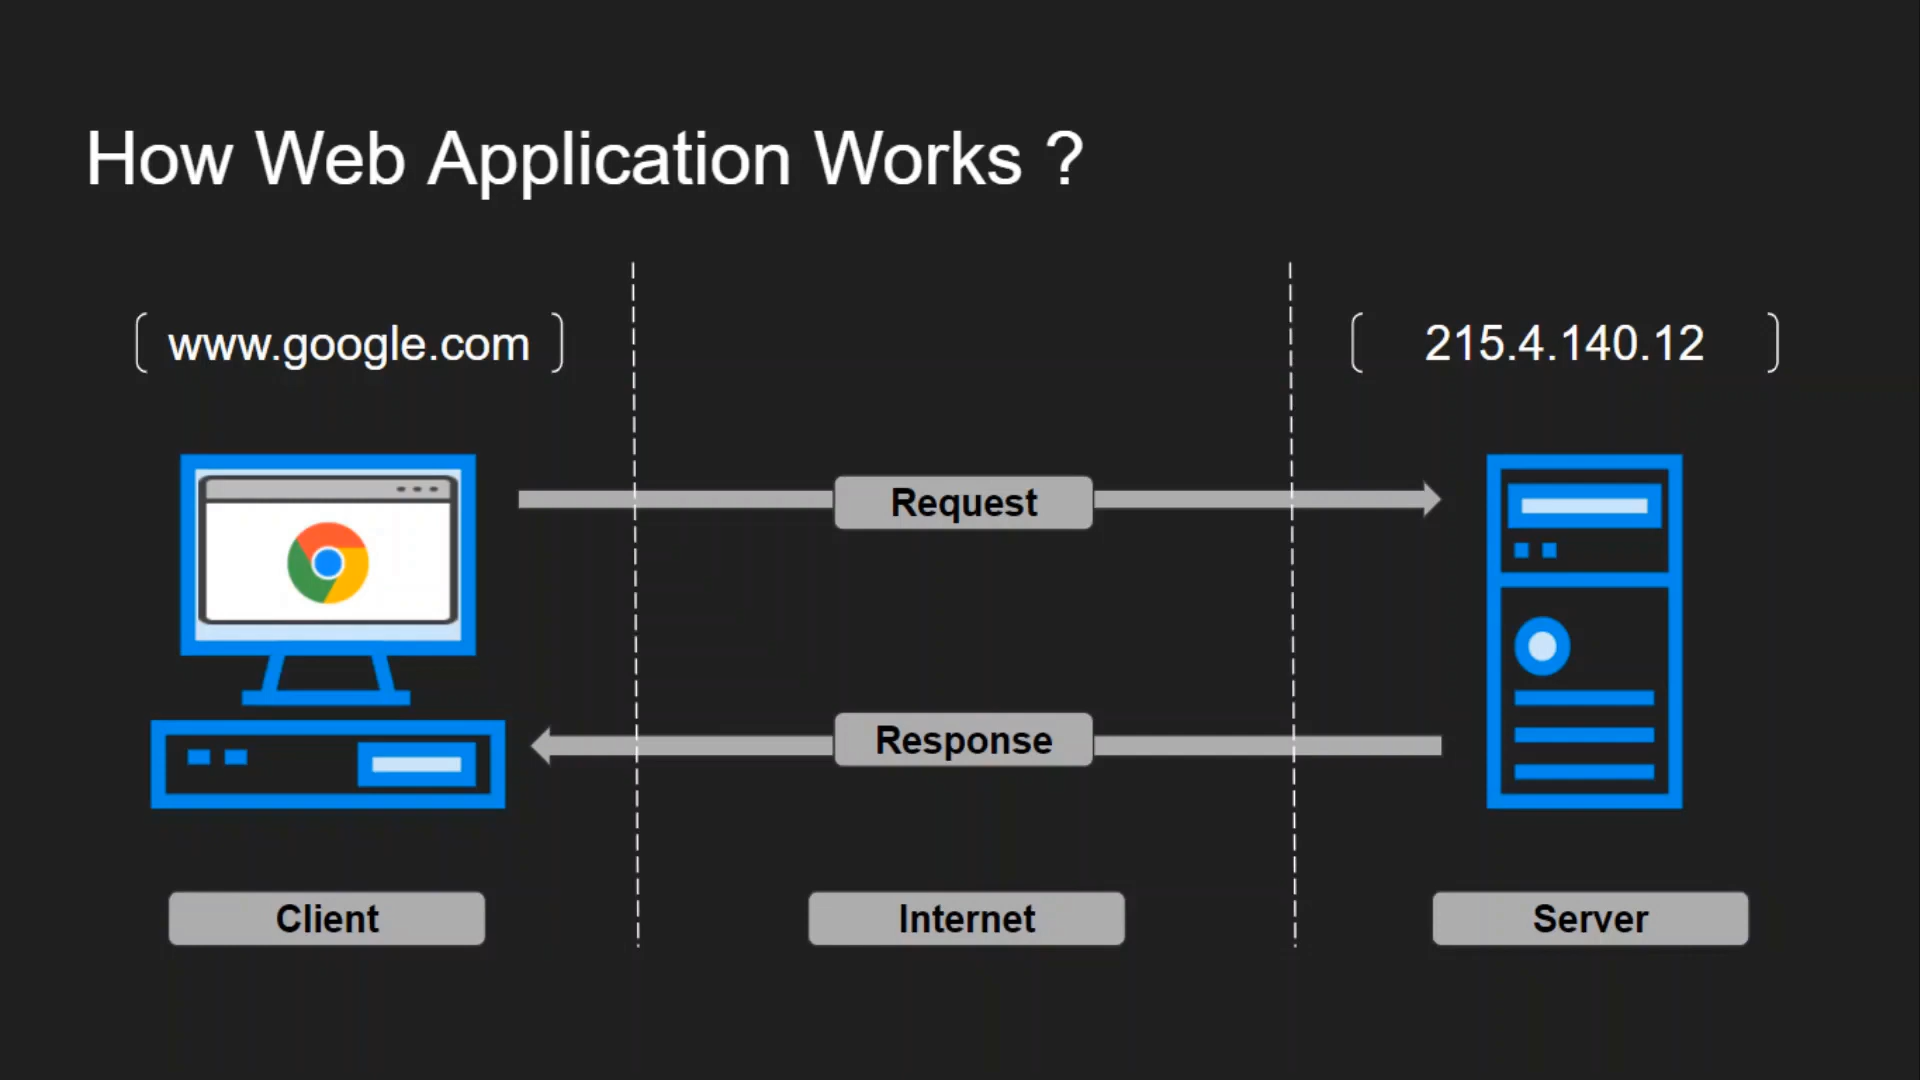 How Web Application Works ?
www.google.com
215.4.140.12
Request
Response
Client
Internet
Server